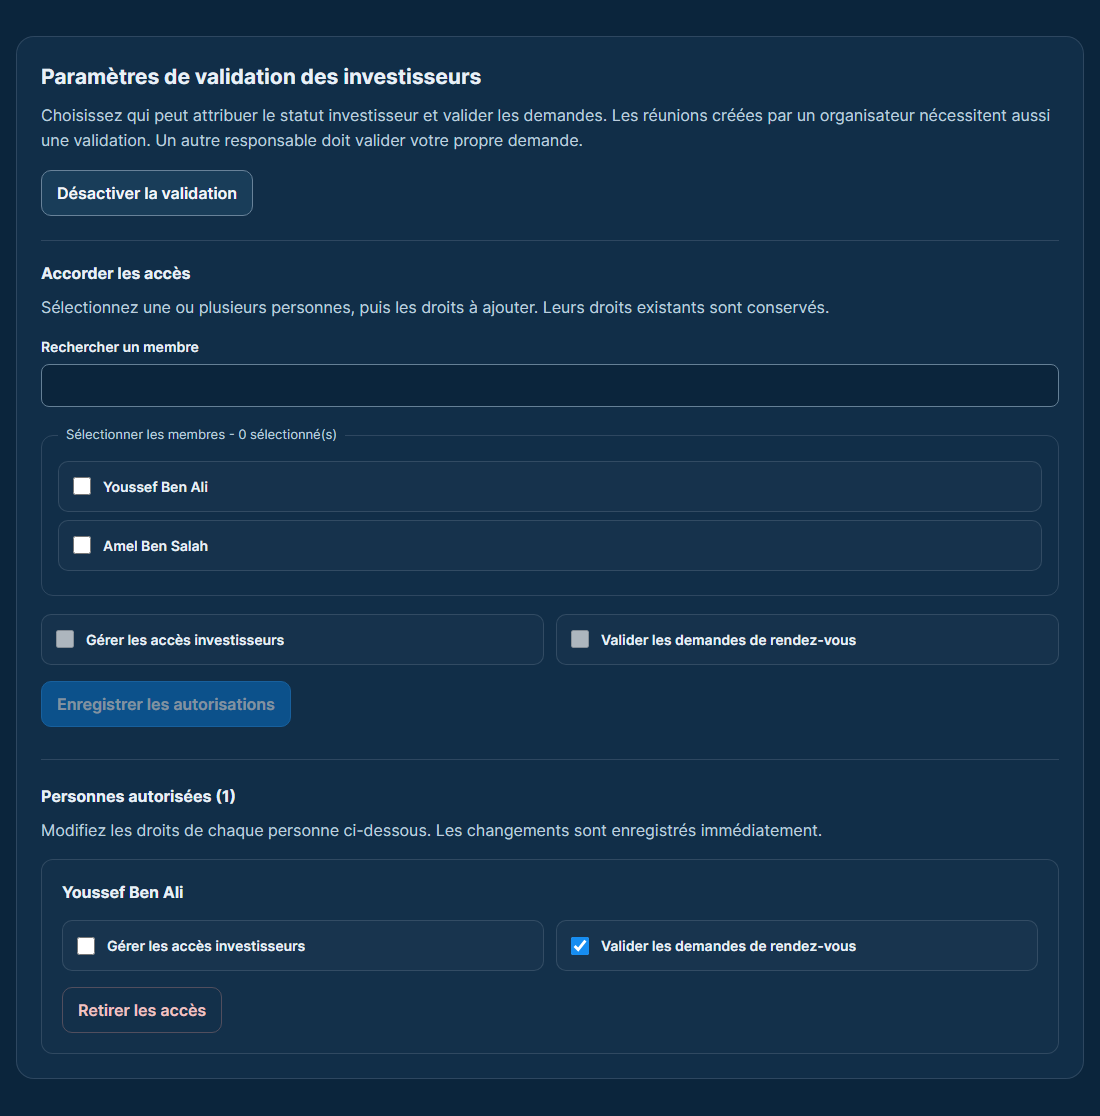 Paramètres de validation des investisseurs
Choisissez qui peut attribuer le statut investisseur et valider les demandes. Les réunions créées par un organisateur nécessitent aussi
une validation. Un autre responsable doit valider votre propre demande.
Désactiver la validation
Accorder les accès
Sélectionnez une ou plusieurs personnes, puis les droits à ajouter. Leurs droits existants sont conservés.
Rechercher un membre
Sélectionner les membres - 0 sélectionné(s)
Youssef Ben Ali
Amel Ben Salah
Gérer les accès investisseurs
Valider les demandes de rendez-vous
Enregistrer les autorisations
Personnes autorisées (1)
Modifiez les droits de chaque personne ci-dessous. Les changements sont enregistrés immédiatement.
Youssef Ben Ali
Gérer les accès investisseurs
Valider les demandes de rendez-vous
Retirer les accès